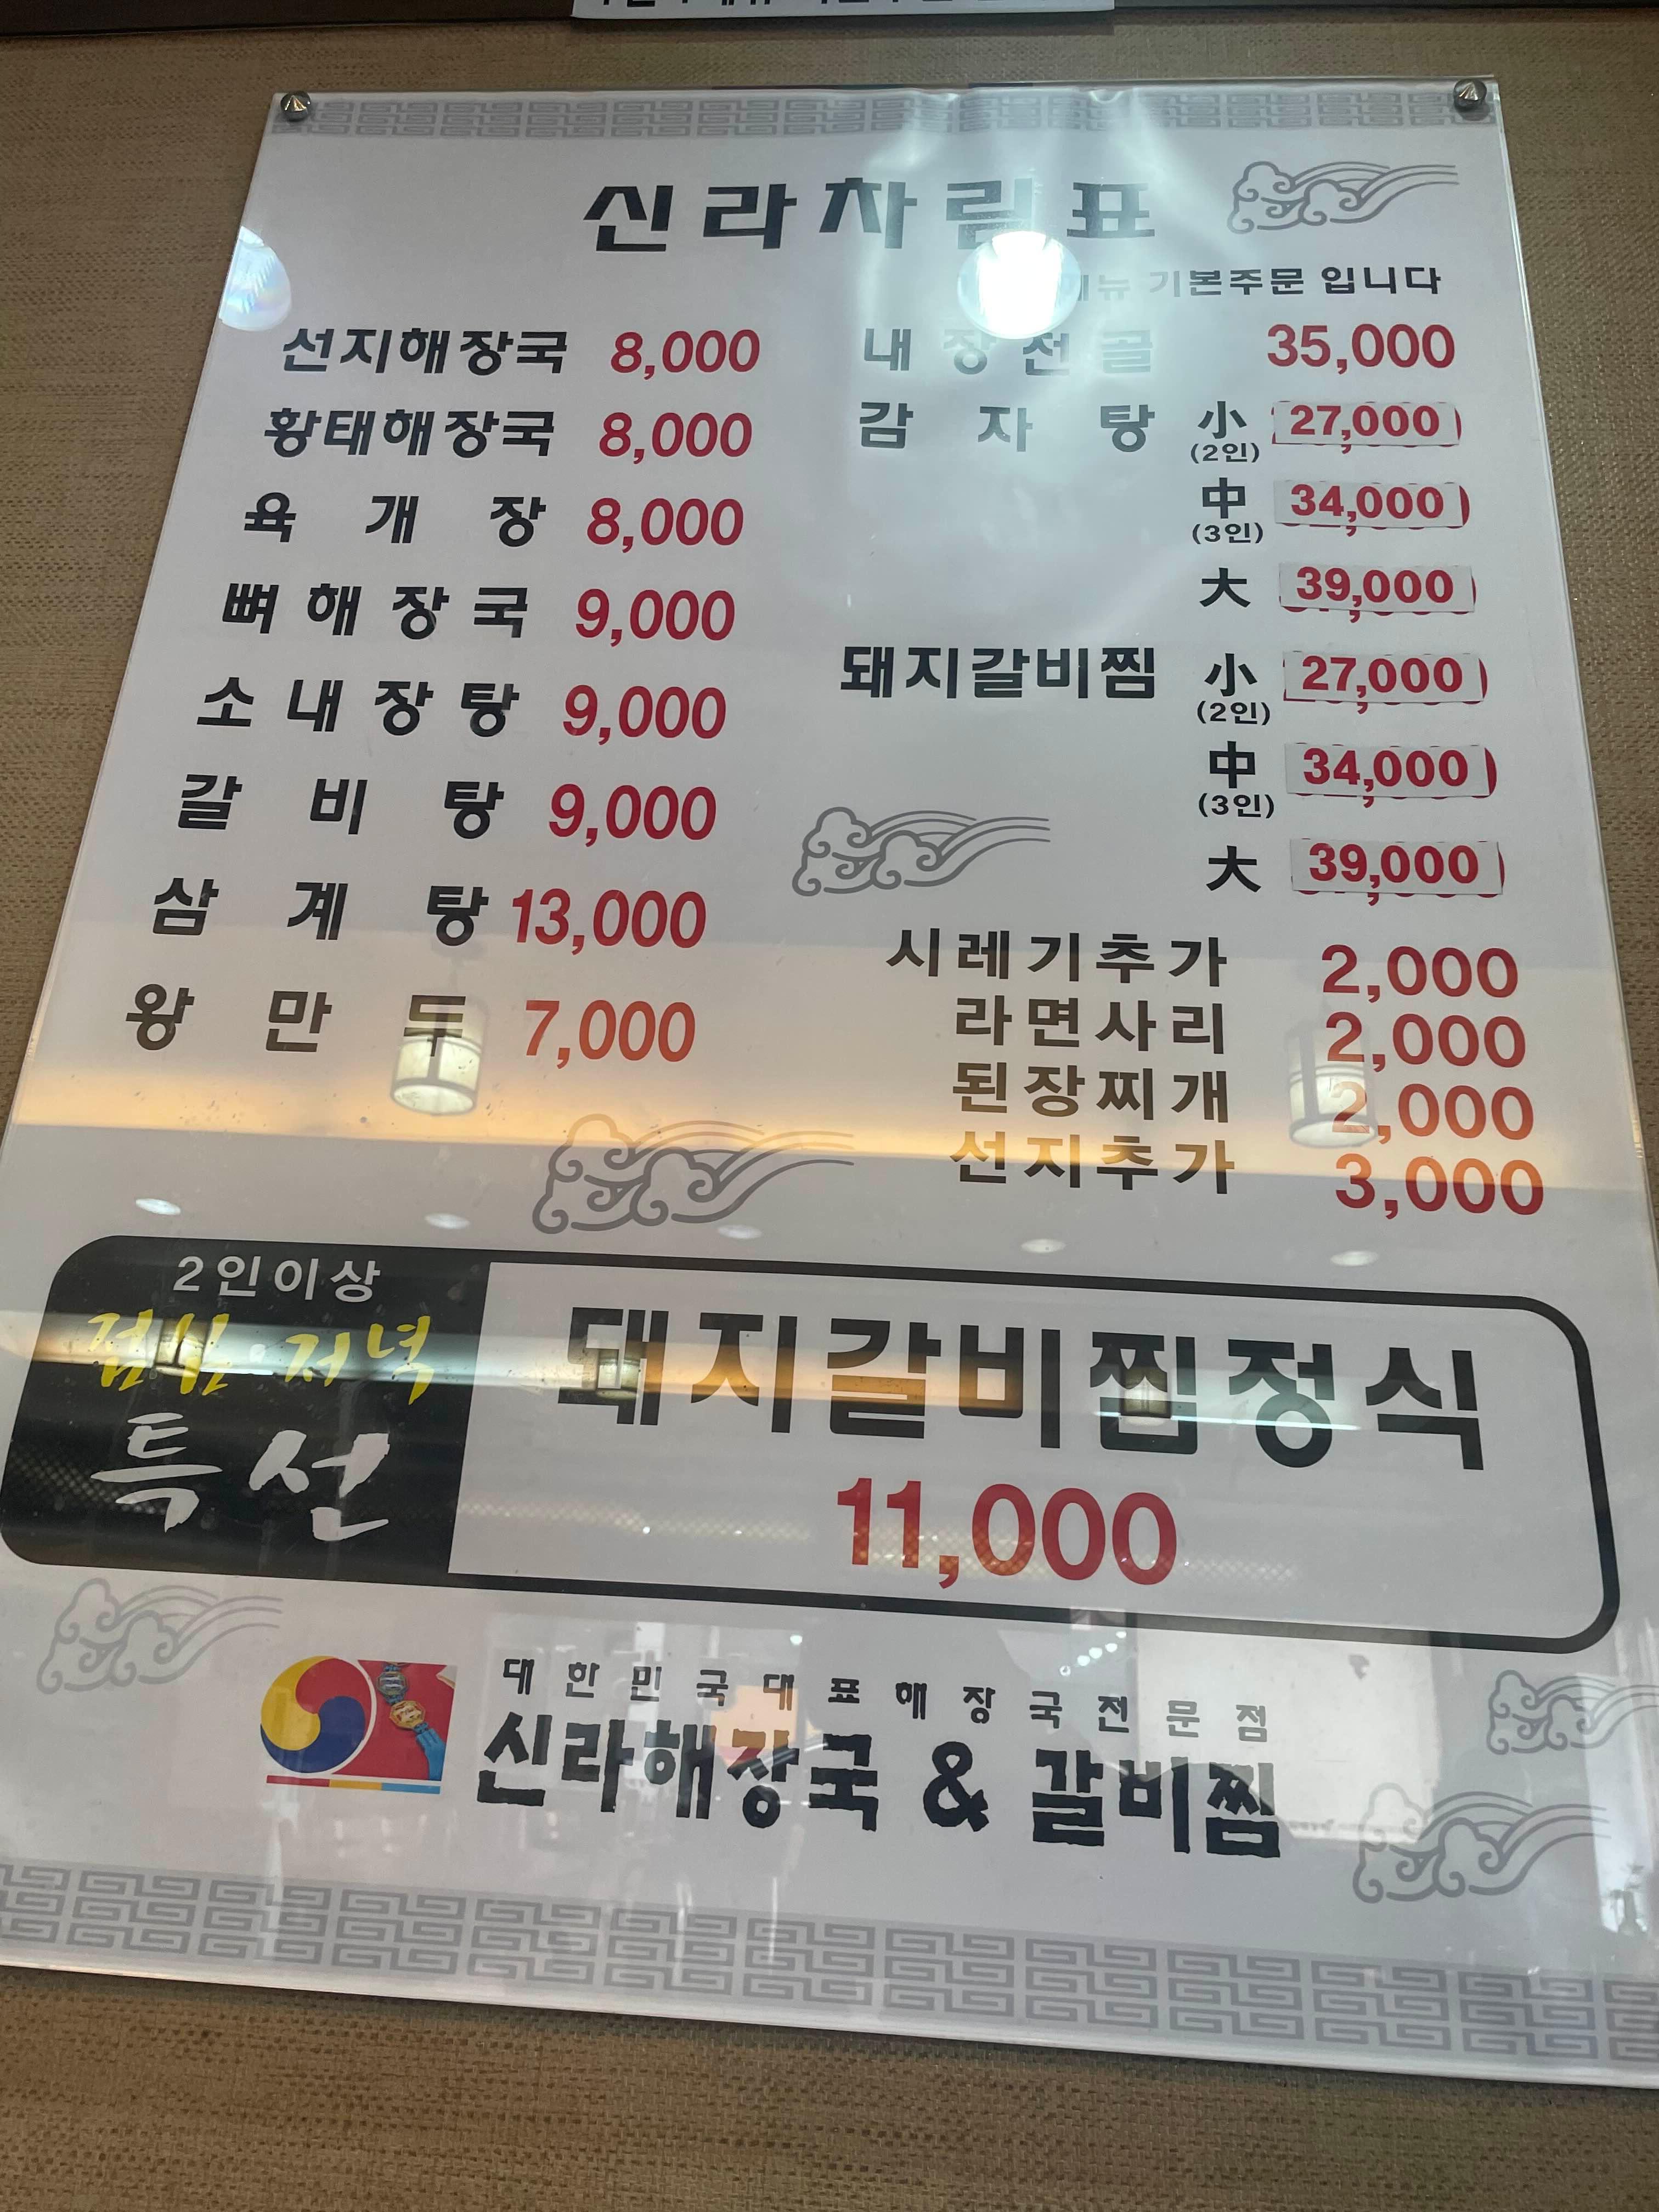 신라차림표
메뉴 기본주문 입니다
선지해장국 8,000
황태해장국 8,000
육개장 8,000
뼈해장국 9,000
소내장탕 9,000
갈비탕 9,000
삼계탕 13,000
왕만두 7,000
내장전골 35,000
감자탕 小 27,000
(2인)
中 34,000
(3인)
大 39,000
돼지갈비찜 小 27,000
(2인)
中 34,000
(3인)
大 39,000
시레기추가 2,000
라면사리 2,000
된장찌개 2,000
선지추가 3,000
2인이상
점심·저녁
특선
돼지갈비찜정식
11,000
대한민국대표해장국전문점
신라해장국 & 갈비찜